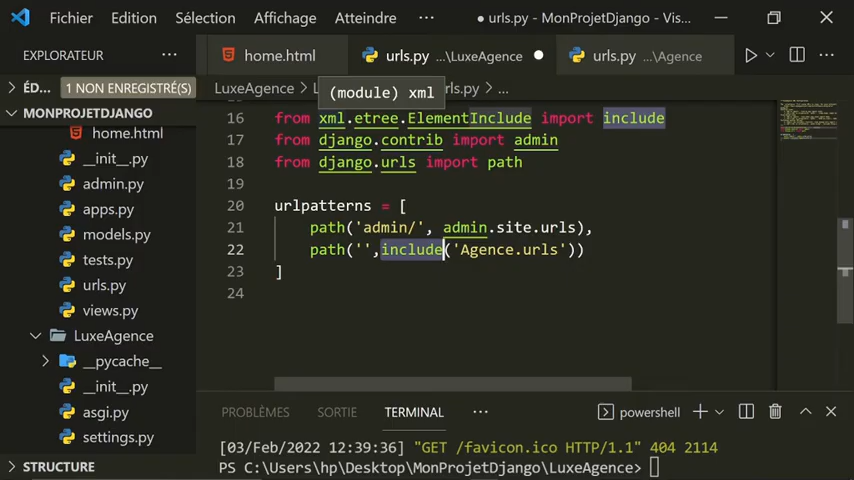 Fichier Édition Sélection Affichage Atteindre ··· ● urls.py - MonProjetDjango - Vis...
EXPLORATEUR ··· home.html urls.py ...\LuxeAgence ● urls.py ...\Agence
ÉD... 1 NON ENREGISTRÉ(S) LuxeAgence rls.py ...
(module) xml
MONPROJETDJANGO
home.html
__init__.py
admin.py
apps.py
models.py
tests.py
urls.py
views.py
LuxeAgence
__pycache__
__init__.py
asgi.py
settings.py
STRUCTURE
16 from xml.etree.ElementInclude import include
17 from django.contrib import admin
18 from django.urls import path
19
20 urlpatterns = [
21 path('admin/', admin.site.urls),
22 path('',include('Agence.urls'))
23 ]
24
PROBLÈMES SORTIE TERMINAL ··· powershell
[03/Feb/2022 12:39:36] "GET /favicon.ico HTTP/1.1" 404 2114
PS C:\Users\hp\Desktop\MonProjetDjango\LuxeAgence>